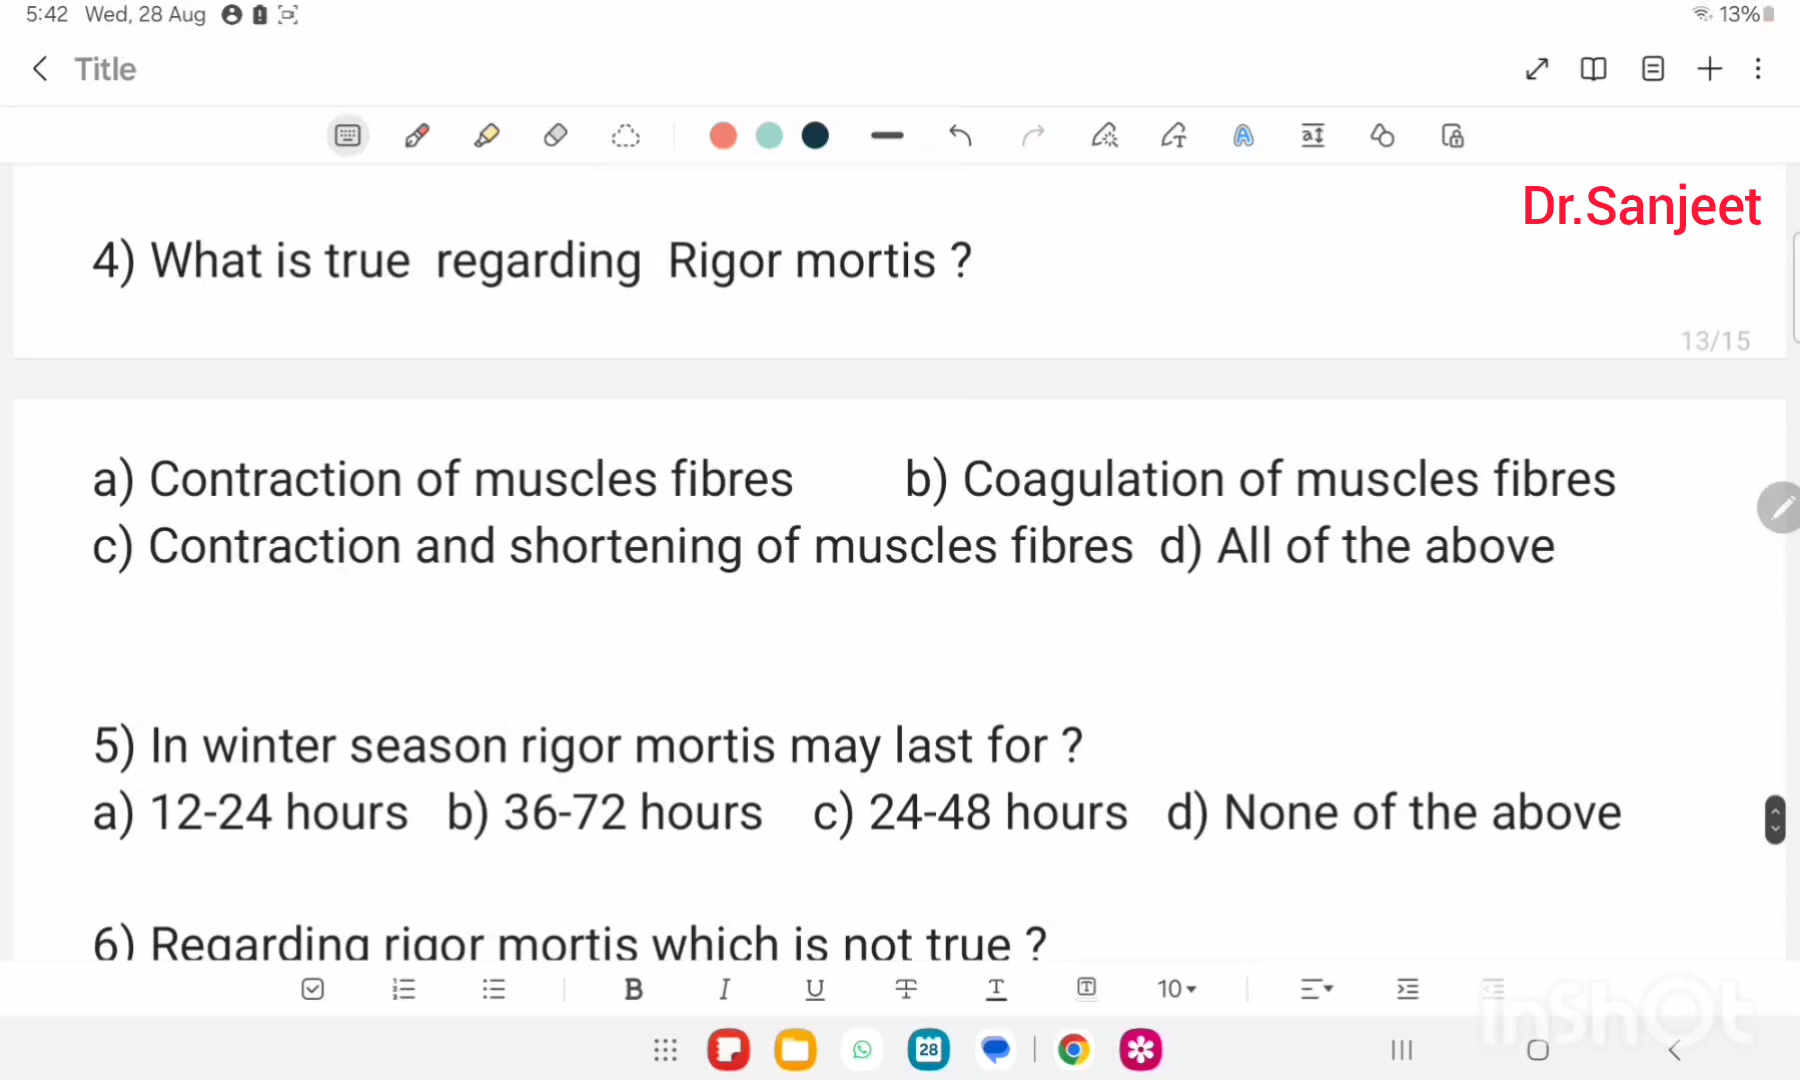 5:42 Wed, 28 Aug
13%
Title
Dr.Sanjeet
4) What is true regarding Rigor mortis ?
13/15
a) Contraction of muscles fibres b) Coagulation of muscles fibres
c) Contraction and shortening of muscles fibres d) All of the above
5) In winter season rigor mortis may last for ?
a) 12-24 hours b) 36-72 hours c) 24-48 hours d) None of the above
6) Regarding rigor mortis which is not true ?
B I U T T T 10
InShOt
28